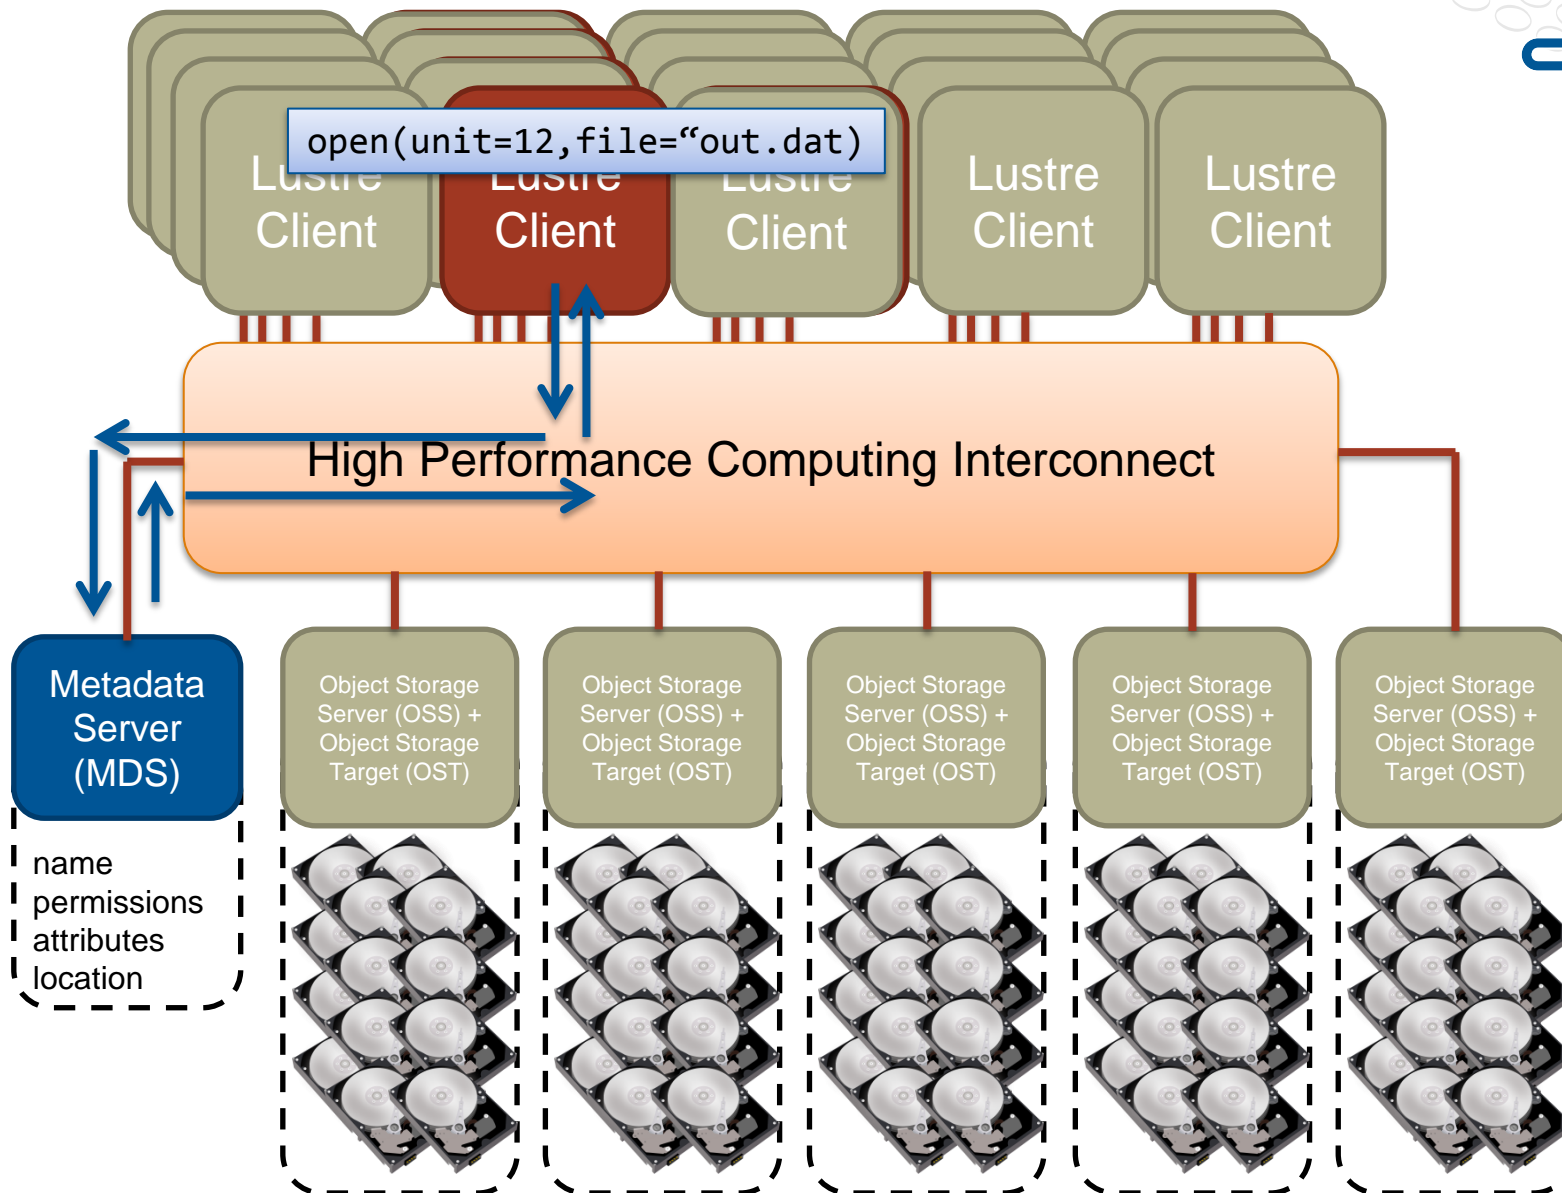 open(unit=12,file=“out.dat)
Lustre
Client
Lustre
Client
Lustre
Client
Lustre
Client
Lustre
Client
High Performance Computing Interconnect
Metadata
Server
(MDS)
name
permissions
attributes
location
Object Storage
Server (OSS) +
Object Storage
Target (OST)
Object Storage
Server (OSS) +
Object Storage
Target (OST)
Object Storage
Server (OSS) +
Object Storage
Target (OST)
Object Storage
Server (OSS) +
Object Storage
Target (OST)
Object Storage
Server (OSS) +
Object Storage
Target (OST)